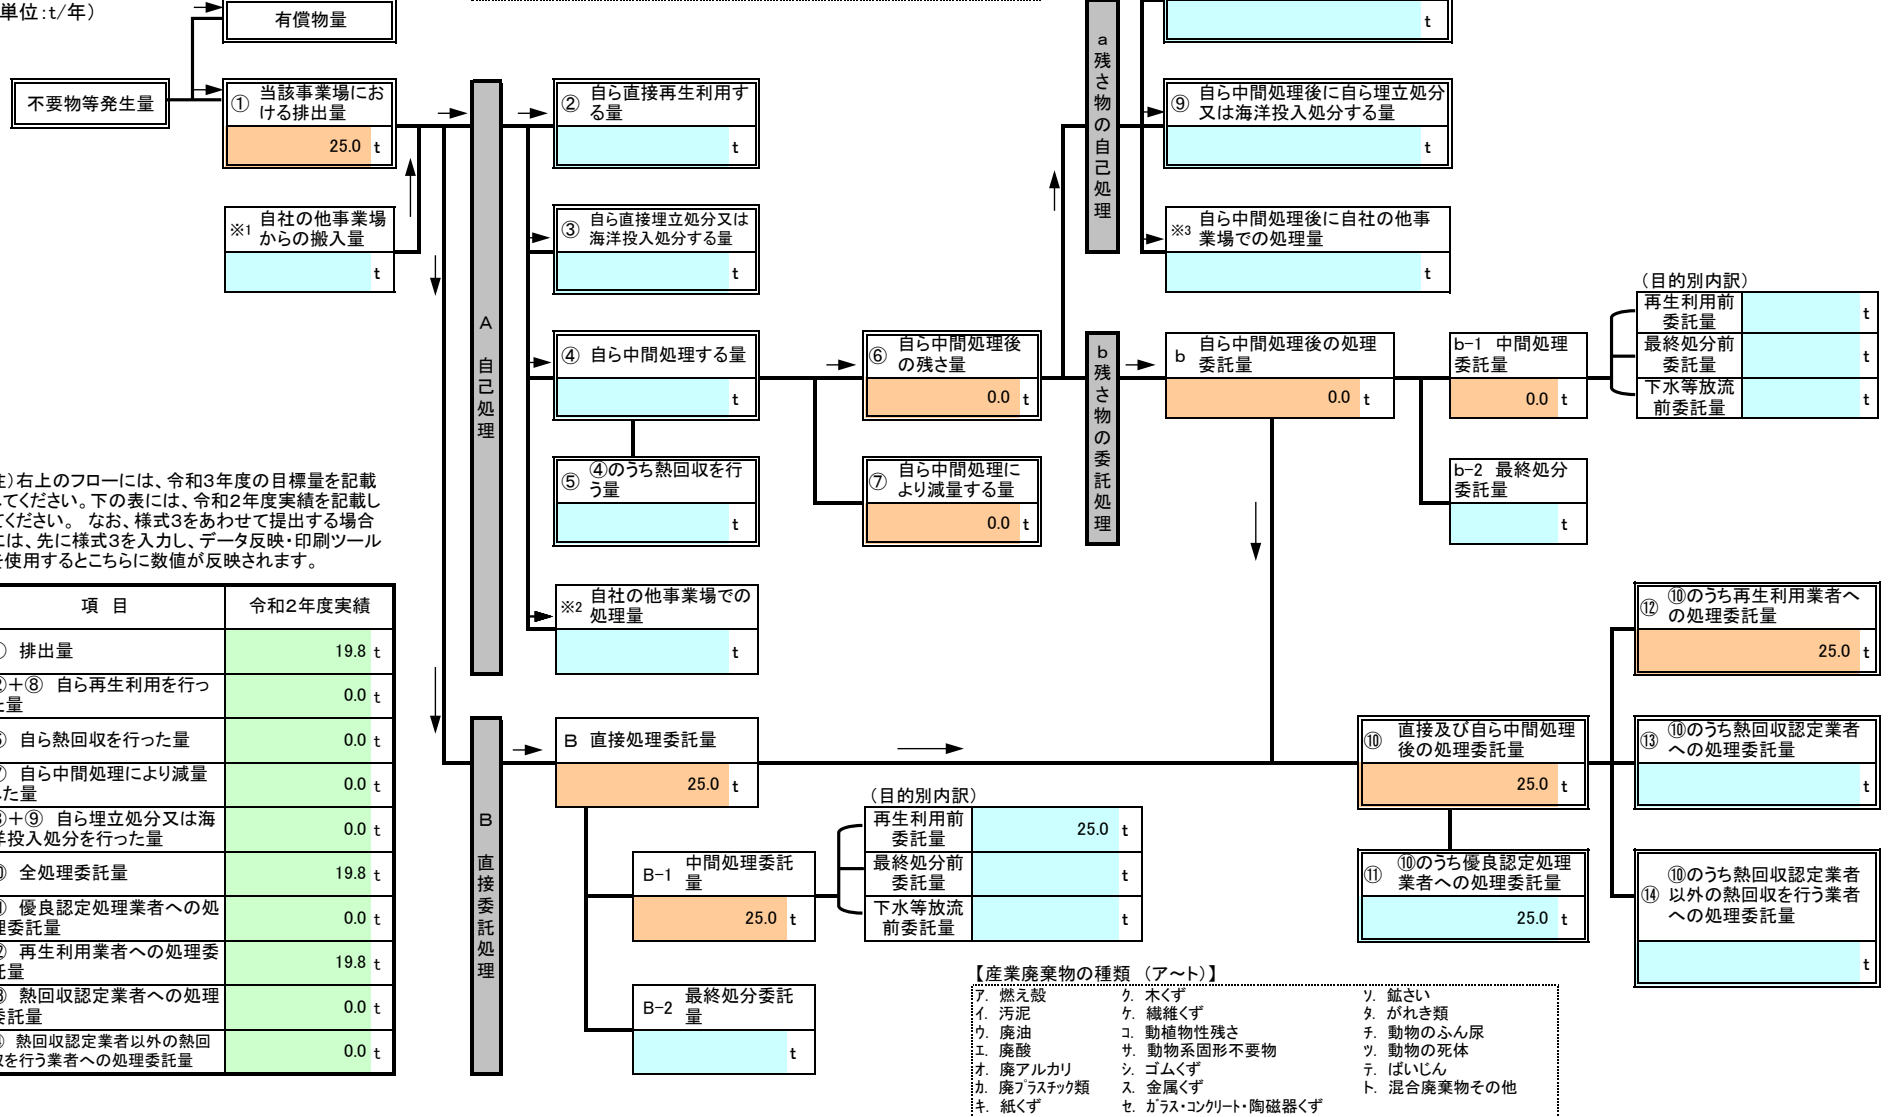 単位:t/年)
有償物量
不要物等発生量
① 当該事業場にお
ける排出量
25.0 t
※1 自社の他事業場
からの搬入量
t
A 自己処理
② 自ら直接再生利用す
る量
t
③ 自ら直接埋立処分又は
海洋投入処分する量
t
④ 自ら中間処理する量
t
⑤ ④のうち熱回収を行
う量
t
※2 自社の他事業場での
処理量
t
⑥ 自ら中間処理後
の残さ量
0.0 t
⑦ 自ら中間処理に
より減量する量
0.0 t
a残さ物の自己処理
t
⑨ 自ら中間処理後に自ら埋立処分
又は海洋投入処分する量
t
※3 自ら中間処理後に自社の他事
業場での処理量
t
b残さ物の委託処理
b 自ら中間処理後の処理
委託量
0.0 t
b-1 中間処理
委託量
0.0 t
b-2 最終処分
委託量
t
(目的別内訳)
再生利用前
委託量
t
最終処分前
委託量
t
下水等放流
前委託量
t
)右上のフローには、令和3年度の目標量を記載
てください。下の表には、令和2年度実績を記載し
ください。 なお、様式3をあわせて提出する場合
は、先に様式3を入力し、データ反映・印刷ツール
使用するとこちらに数値が反映されます。
項 目 令和2年度実績
排出量 19.8 t
+⑧ 自ら再生利用を行っ
量 0.0 t
自ら熱回収を行った量 0.0 t
自ら中間処理により減量
た量 0.0 t
+⑨ 自ら埋立処分又は海
投入処分を行った量 0.0 t
全処理委託量 19.8 t
優良認定処理業者への処
委託量 0.0 t
再生利用業者への処理委
量 19.8 t
熱回収認定業者への処理
託量 0.0 t
熱回収認定業者以外の熱回
を行う業者への処理委託量 0.0 t
B 直接委託処理
B 直接処理委託量
25.0 t
B-1 中間処理委託
量
25.0 t
B-2 最終処分委託
量
t
(目的別内訳)
再生利用前
委託量
25.0 t
最終処分前
委託量
t
下水等放流
前委託量
t
⑩ 直接及び自ら中間処理
後の処理委託量
25.0 t
⑪ ⑩のうち優良認定処理
業者への処理委託量
25.0 t
⑫ ⑩のうち再生利用業者へ
の処理委託量
25.0 t
⑬ ⑩のうち熱回収認定業者
への処理委託量
t
⑭ ⑩のうち熱回収認定業者
以外の熱回収を行う業者
への処理委託量
t
【産業廃棄物の種類 (ア~ト)】
ア. 燃え殻 ク. 木くず ソ. 鉱さい
イ. 汚泥 ケ. 繊維くず タ. がれき類
ウ. 廃油 コ. 動植物性残さ チ. 動物のふん尿
エ. 廃酸 サ. 動物系固形不要物 ツ. 動物の死体
オ. 廃アルカリ シ. ゴムくず テ. ばいじん
カ. 廃プラスチック類 ス. 金属くず ト. 混合廃棄物その他
キ. 紙くず セ. ガラス・コンクリート・陶磁器くず